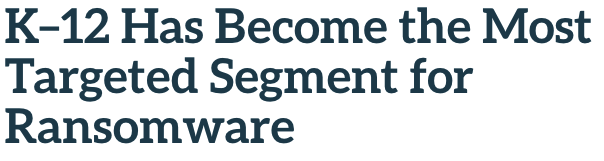 K–12 Has Become the Most
Targeted Segment for
Ransomware